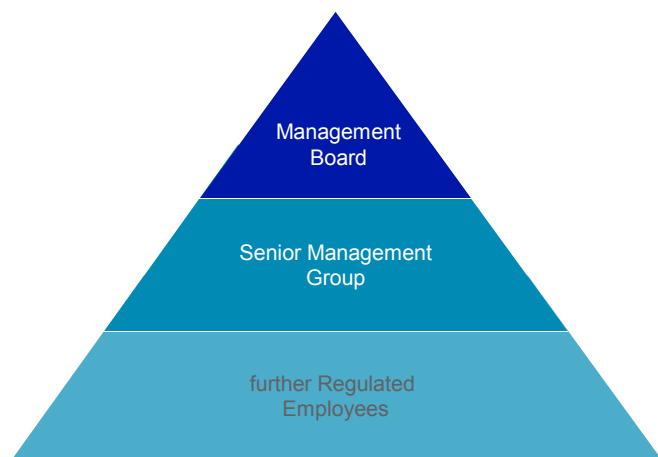 Management
Board
Senior Management
Group
further Regulated
Employees